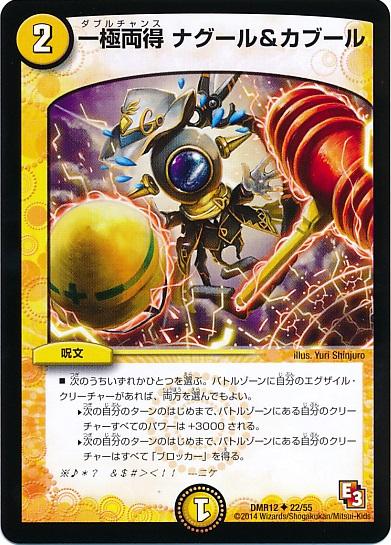 2
ダブルチャンス
一極両得 ナグール&カブール
呪文
illus. Yuri Shinjuro
■ 次のうちいずれかひとつを選ぶ。バトルゾーンに自分のエグザイル・
クリーチャーがあれば、両方を選んでもよい。
▶次の自分のターンのはじめまで、バトルゾーンにある自分のクリー
チャーすべてのパワーは+3000 される。
▶次の自分のターンのはじめまで、バトルゾーンにある自分のクリー
チャーはすべて「ブロッカー」を得る。
※♪*? &$#><!! ーニケ
1
E3
DMR12 ◆ 22/55
©2014 Wizards/Shogakukan/Mitsui-Kids